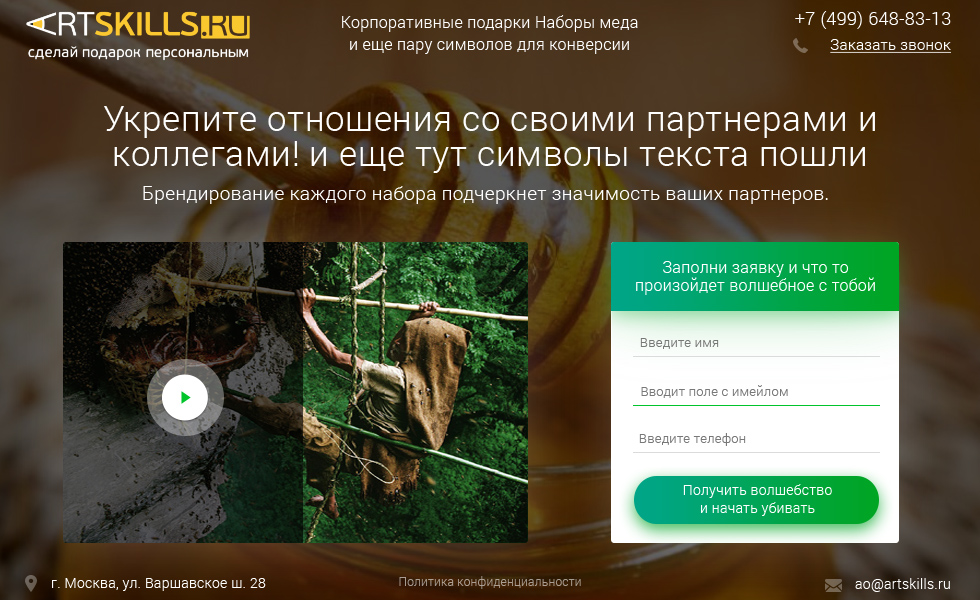 ARTSKILLS.RU
сделай подарок персональным
Корпоративные подарки Наборы меда
и еще пару символов для конверсии
+7 (499) 648-83-13
Заказать звонок
Укрепите отношения со своими партнерами и
коллегами! и еще тут символы текста пошли
Брендирование каждого набора подчеркнет значимость ваших партнеров.
Заполни заявку и что то
произойдет волшебное с тобой
Введите имя
Вводит поле с имейлом
Введите телефон
Получить волшебство
и начать убивать
г. Москва, ул. Варшавское ш. 28
Политика конфиденциальности
ao@artskills.ru